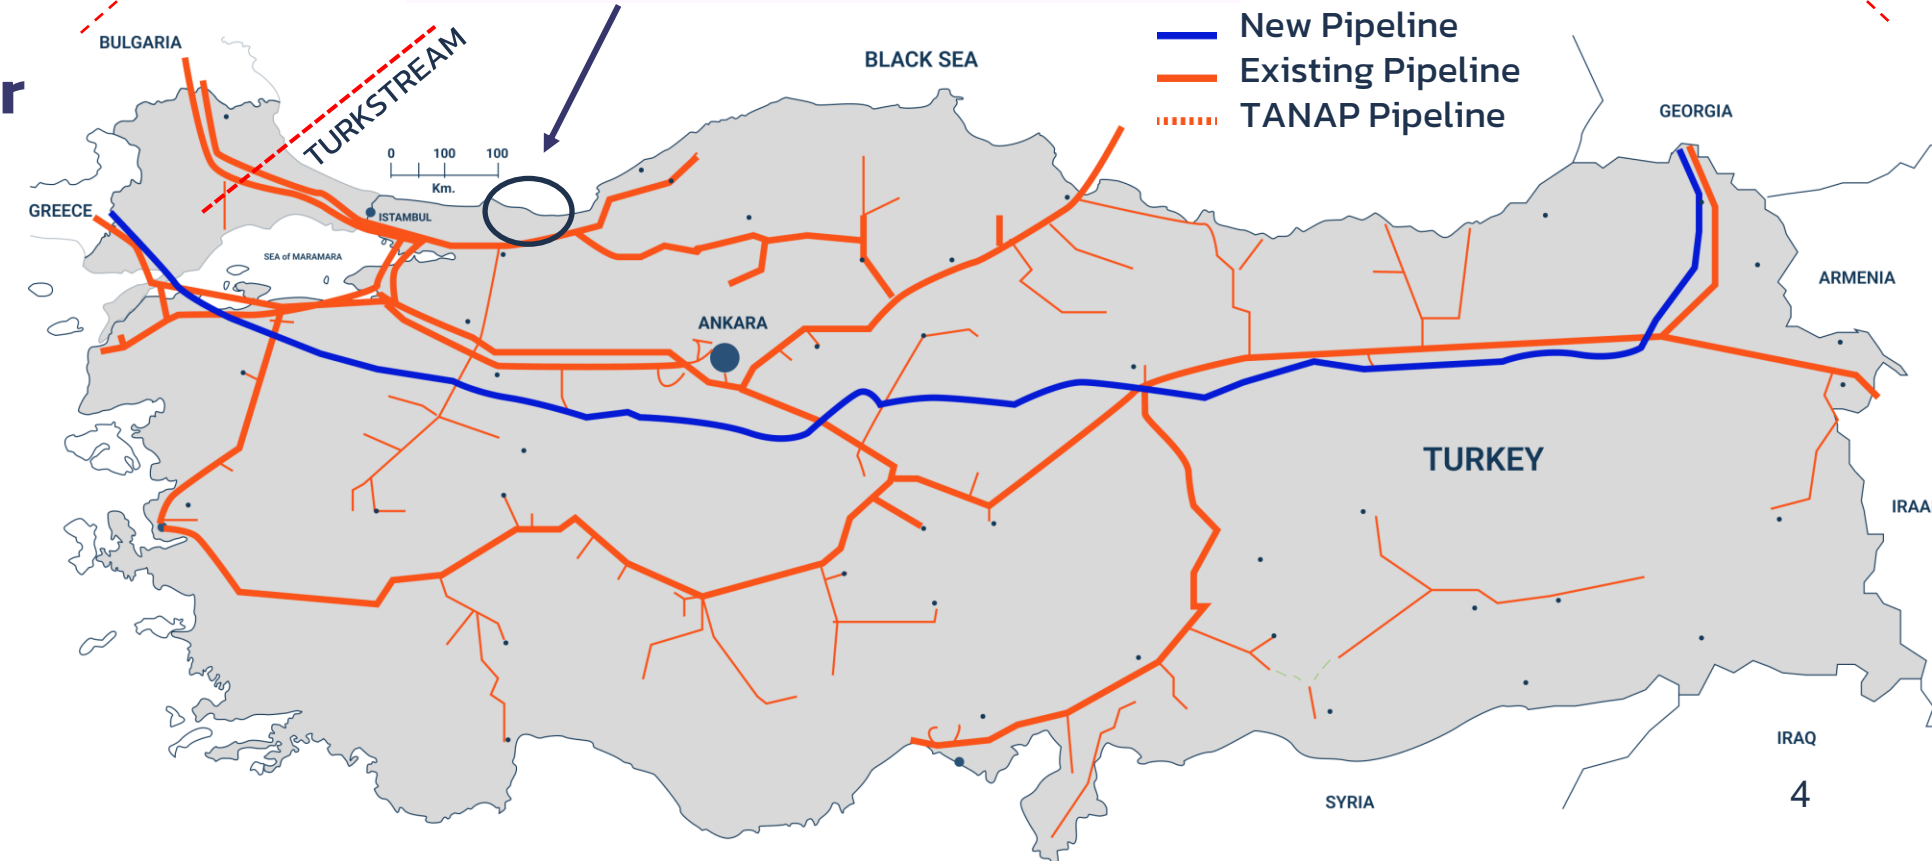 r
BULGARIA
TURKSTREAM
BLACK SEA
New Pipeline
Existing Pipeline
TANAP Pipeline
GEORGIA
0 100 100
Km.
GREECE
ISTAMBUL
SEA of MARAMARA
ARMENIA
ANKARA
TURKEY
IRAA
IRAQ
SYRIA
4